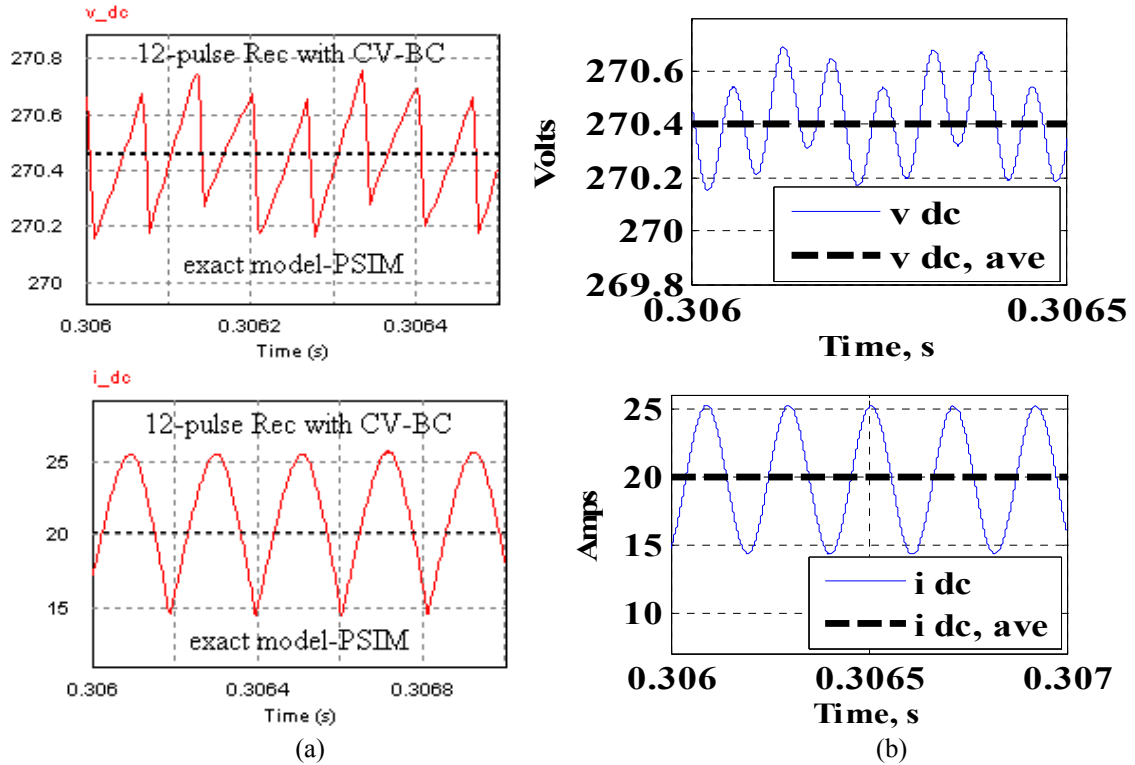 v_dc
12-pulse Rec with CV-BC
270.8
270.6
270.4
270.2
270
exact model-PSIM
0.306
0.3062
0.3064
Time (s)
270.6
270.4
270.2
270
269.8
Volts
v dc
v dc, ave
0.306
0.3065
Time, s
i_dc
12-pulse Rec with CV-BC
25
20
15
exact model-PSIM
0.306
0.3064
0.3068
Time (s)
(a)
25
20
15
10
Amps
i dc
i dc, ave
0.306
0.3065
0.307
Time, s
(b)